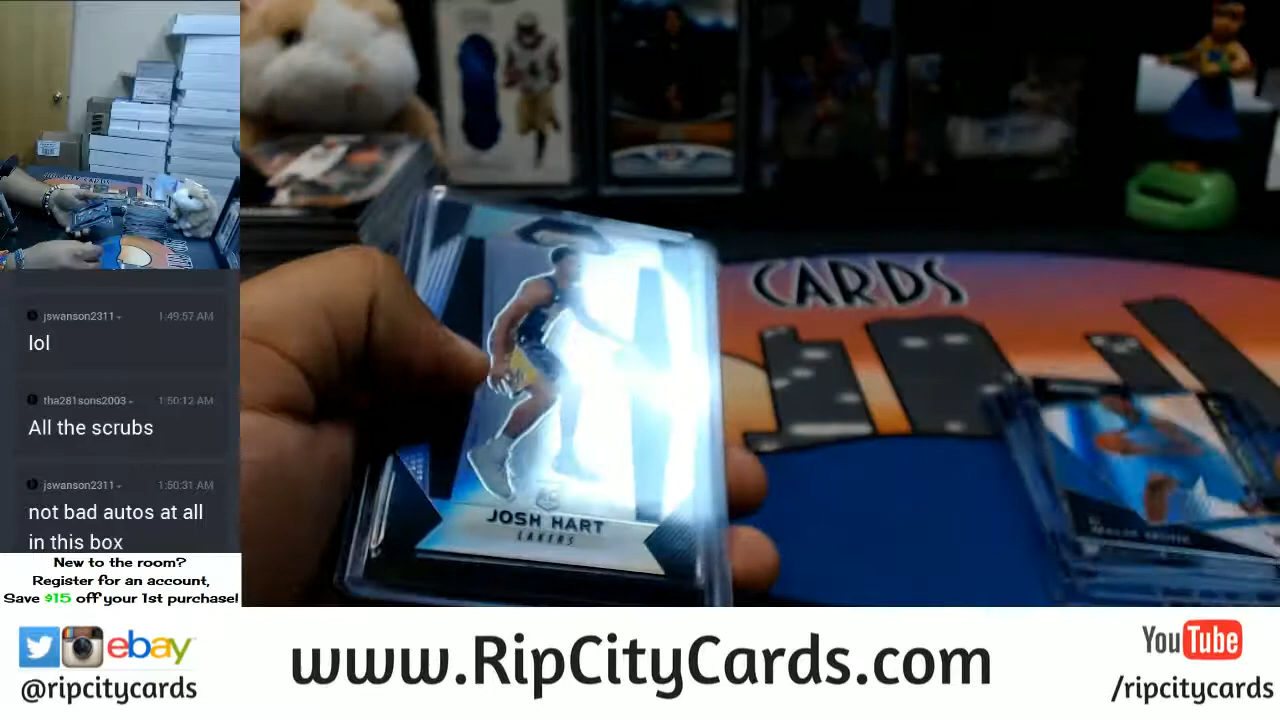 jswanson2311
1:49:57 AM
lol
tha281sons2003
1:50:12 AM
All the scrubs
jswanson2311
1:50:31 AM
not bad autos at all
in this box
New to the room?
Register for an account,
Save $15 off your 1st purchase!
CARDS
JOSH HART
LAKERS
ebay
@ripcitycards
www.RipCityCards.com
YouTube
/ripcitycards